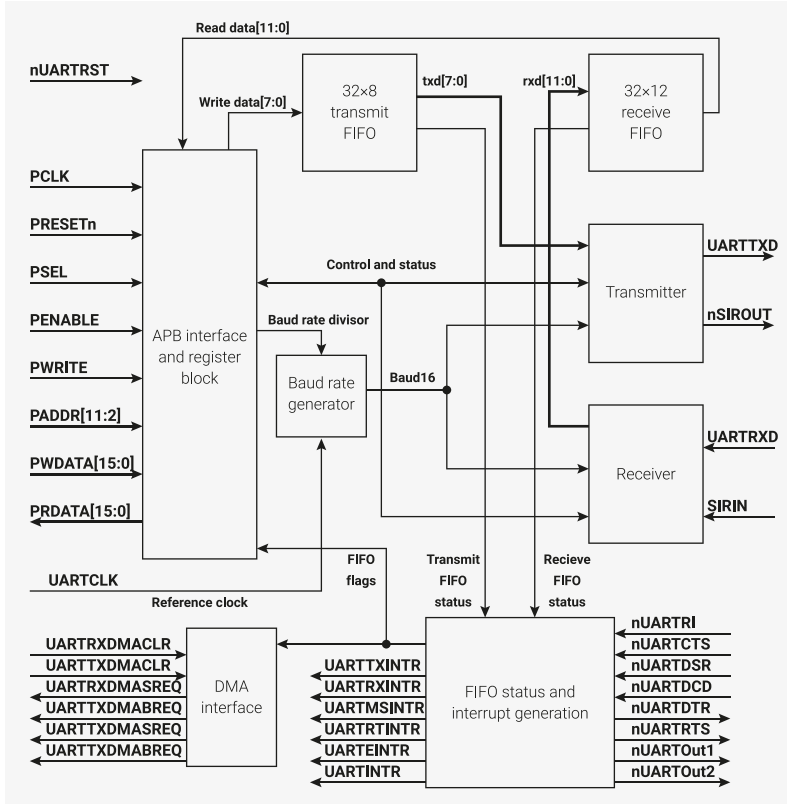 Read data[11:0]
nUARTRST
Write data[7:0]
32×8
transmit
FIFO
txd[7:0]
rxd[11:0]
32×12
receive
FIFO
PCLK
PRESETn
PSEL
PENABLE
PWRITE
PADDR[11:2]
PWDATA[15:0]
PRDATA[15:0]
APB interface
and register
block
Control and status
Baud rate divisor
Baud rate
generator
Baud16
Transmitter
UARTTXD
nSIROUT
Receiver
UARTRXD
SIRIN
UARTCLK
Reference clock
FIFO
flags
Transmit
FIFO
status
Recieve
FIFO
status
UARTRXDMACLR
UARTTXDMACLR
UARTRXDMASREQ
UARTTXDMABREQ
UARTTXDMASREQ
UARTTXDMABREQ
DMA
interface
UARTTXINTR
UARTRXINTR
UARTMSINTR
UARTRTINTR
UARTEINTR
UARTINTR
FIFO status and
interrupt generation
nUARTRI
nUARTCTS
nUARTDSR
nUARTDCD
nUARTDTR
nUARTRTS
nUARTOut1
nUARTOut2